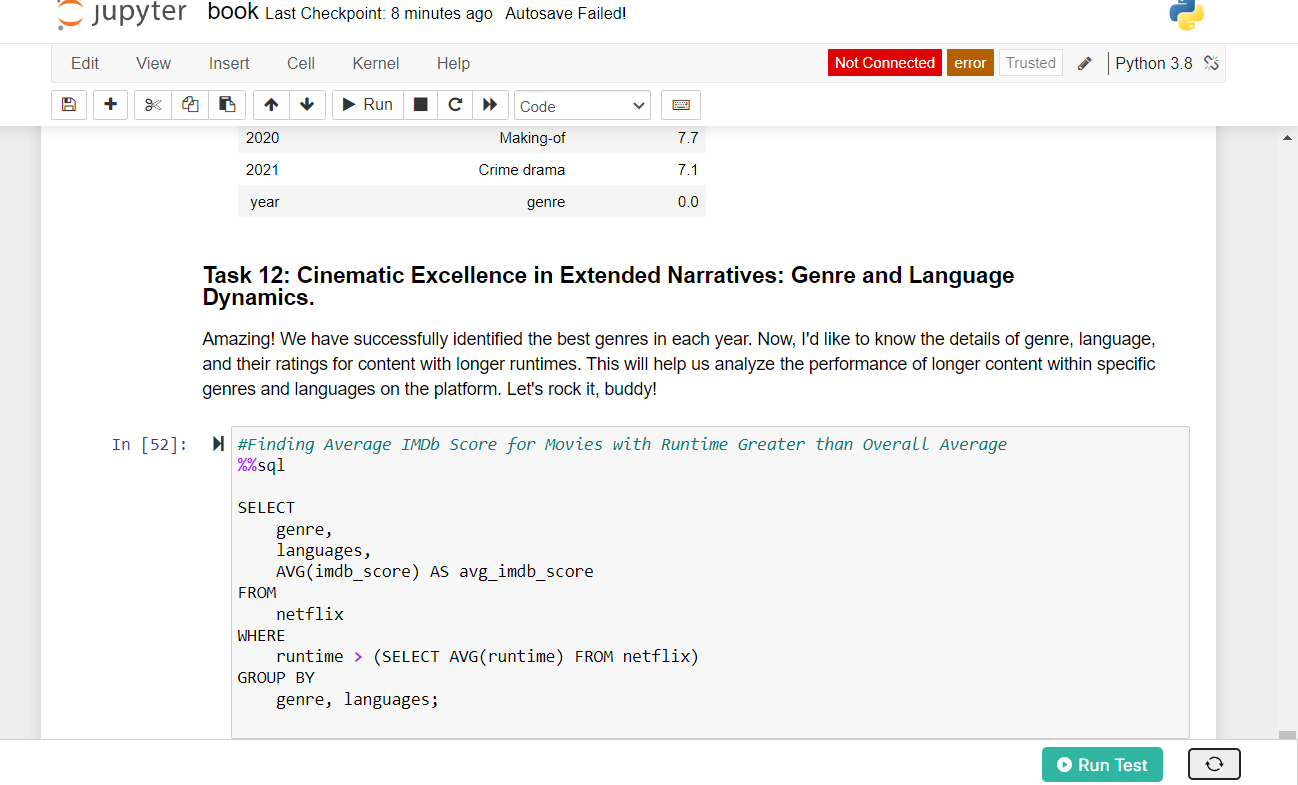 jupyter book Last Checkpoint: 8 minutes ago Autosave Failed!
Edit View Insert Cell Kernel Help Not Connected error Trusted Python 3.8
Run Code
2020 Making-of 7.7
2021 Crime drama 7.1
year genre 0.0
Task 12: Cinematic Excellence in Extended Narratives: Genre and Language
Dynamics.
Amazing! We have successfully identified the best genres in each year. Now, I'd like to know the details of genre, language,
and their ratings for content with longer runtimes. This will help us analyze the performance of longer content within specific
genres and languages on the platform. Let's rock it, buddy!
In [52]: #Finding Average IMDb Score for Movies with Runtime Greater than Overall Average
%%sql
SELECT
genre,
languages,
AVG(imdb_score) AS avg_imdb_score
FROM
netflix
WHERE
runtime > (SELECT AVG(runtime) FROM netflix)
GROUP BY
genre, languages;
Run Test